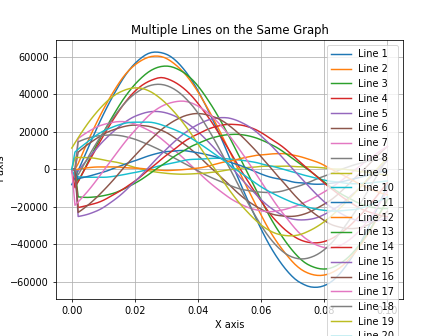 Multiple Lines on the Same Graph
60000
40000
20000
0
−20000
−40000
−60000
0.00
0.02
0.04
0.06
0.08
X axis
axis
Line 1
Line 2
Line 3
Line 4
Line 5
Line 6
Line 7
Line 8
Line 9
Line 10
Line 11
Line 12
Line 13
Line 14
Line 15
Line 16
Line 17
Line 18
Line 19
Line 20